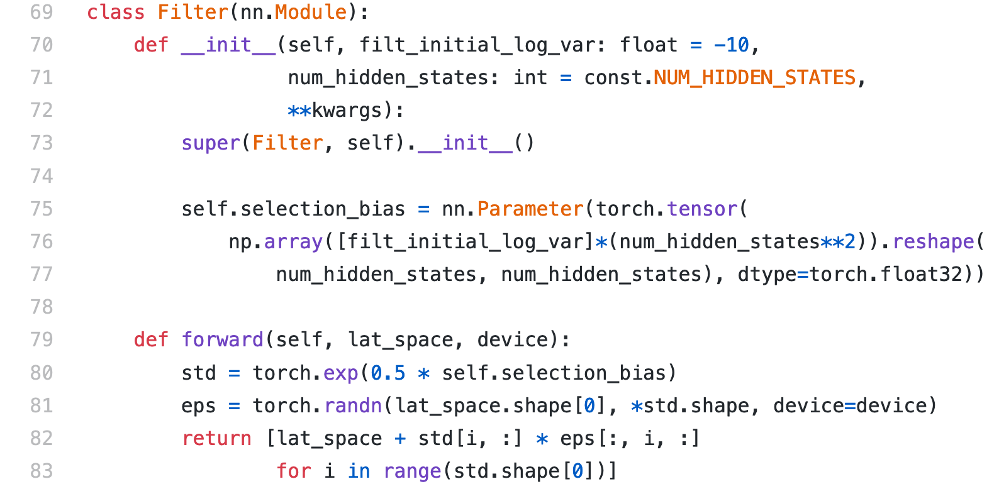 69 class Filter(nn.Module):
70     def __init__(self, filt_initial_log_var: float = -10,
71                  num_hidden_states: int = const.NUM_HIDDEN_STATES,
72                  **kwargs):
73         super(Filter, self).__init__()
74
75         self.selection_bias = nn.Parameter(torch.tensor(
76             np.array([filt_initial_log_var]*(num_hidden_states**2)).reshape(
77                 num_hidden_states, num_hidden_states), dtype=torch.float32))
78
79     def forward(self, lat_space, device):
80         std = torch.exp(0.5 * self.selection_bias)
81         eps = torch.randn(lat_space.shape[0], *std.shape, device=device)
82         return [lat_space + std[i, :] * eps[:, i, :]
83                 for i in range(std.shape[0])]